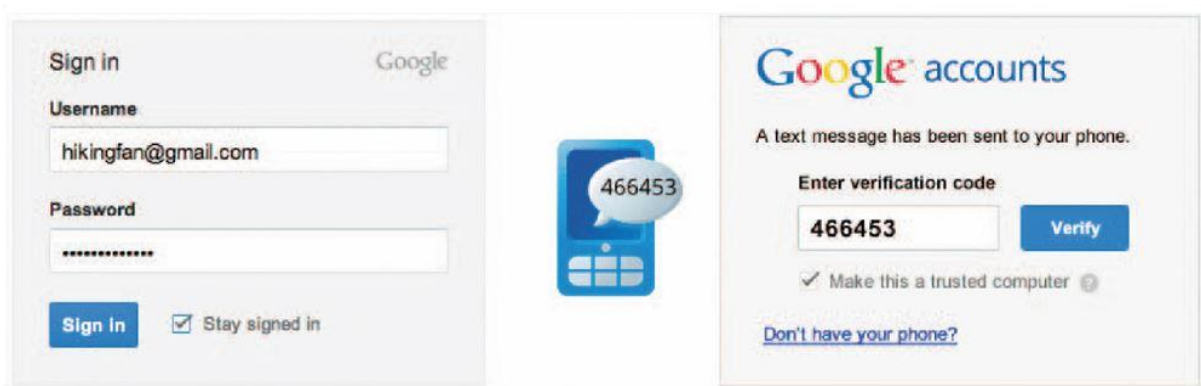 Sign in
Google
Username
hikingfan@gmail.com
Password
•••••••••••••
Sign in
Stay signed in
466453
Google accounts
A text message has been sent to your phone.
Enter verification code
466453
Verify
Make this a trusted computer ?
Don't have your phone?